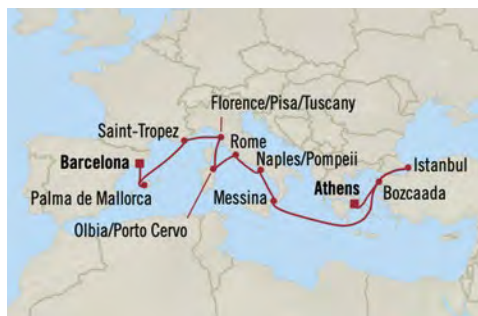 Florence/Pisa/Tuscany
Saint-Tropez
Rome
Barcelona
Naples/Pompeii
Istanbul
Palma de Mallorca
Messina
Athens
Bozcaada
Olbia/Porto Cervo